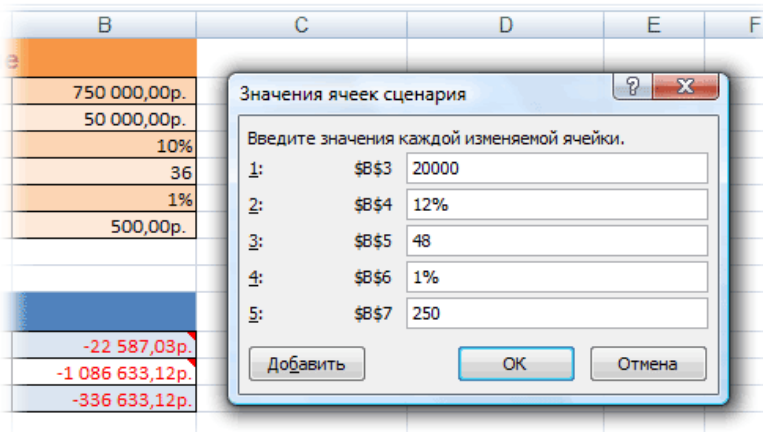 B C D E F
е
750 000,00р.
50 000,00р.
10%
36
1%
500,00р.
-22 587,03р.
-1 086 633,12р.
-336 633,12р.
Значения ячеек сценария
Введите значения каждой изменяемой ячейки.
1: $B$3 20000
2: $B$4 12%
3: $B$5 48
4: $B$6 1%
5: $B$7 250
Добавить ОК Отмена